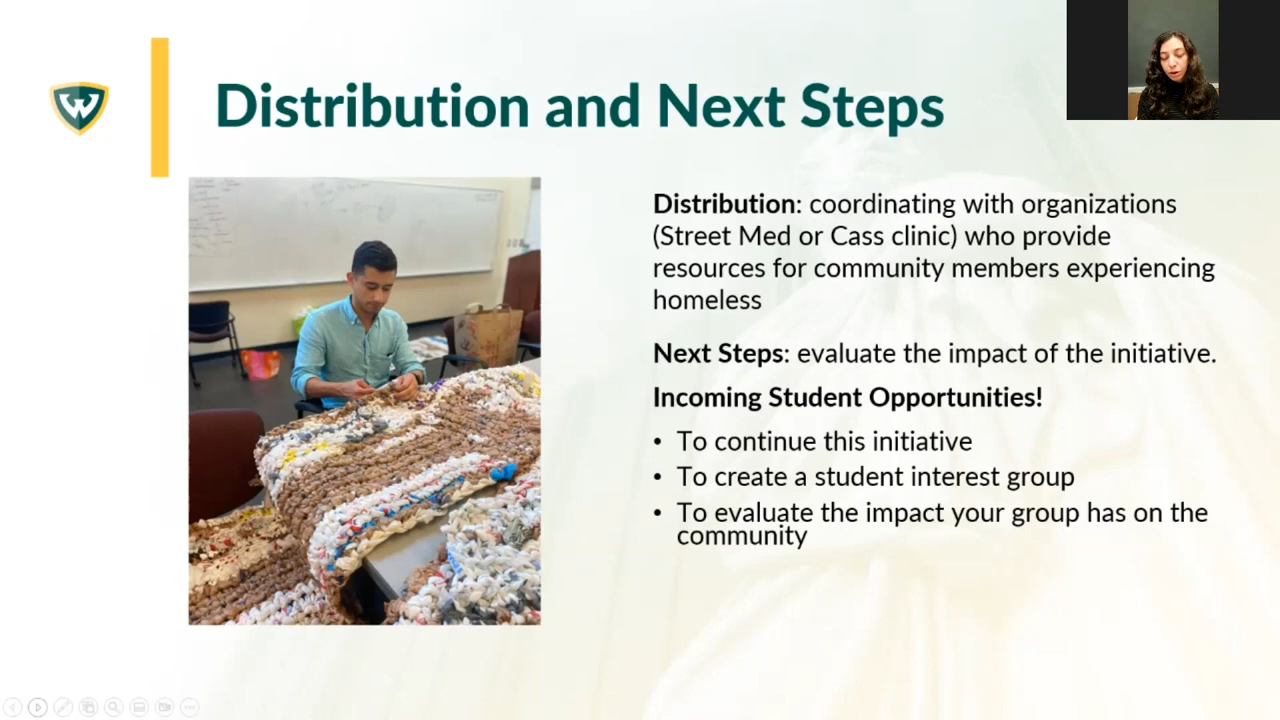 Distribution and Next Steps
Distribution: coordinating with organizations
(Street Med or Cass clinic) who provide
resources for community members experiencing
homeless
Next Steps: evaluate the impact of the initiative.
Incoming Student Opportunities!
• To continue this initiative
• To create a student interest group
• To evaluate the impact your group has on the
community